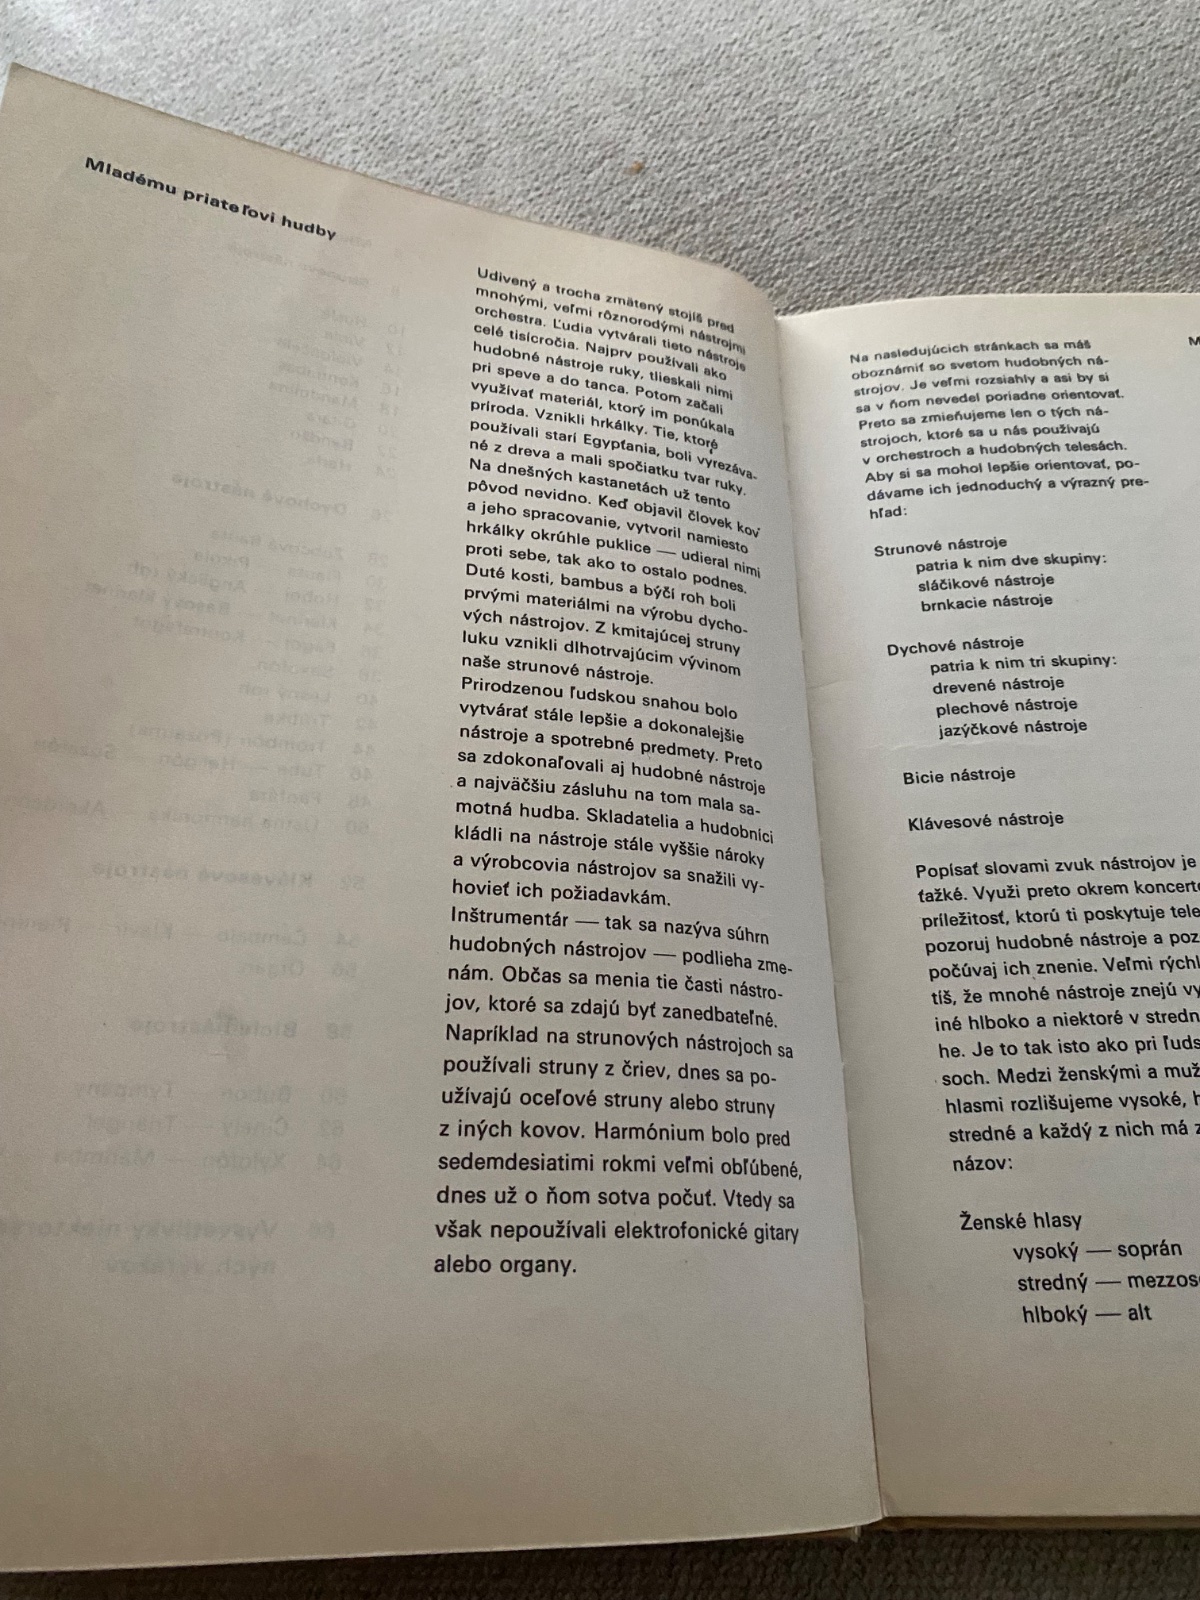 Mladému priateľovi hudby
Udivený a trocha zmätený stojíš pred
mnohými, veľmi rôznorodými nástrojmi
orchestra. Ľudia vytvárali tieto nástroje
celé tisícročia. Najprv používali ako
hudobné nástroje ruky, tlieskali nimi
pri speve a do tanca. Potom začali
využívať materiál, ktorý im ponúkala
príroda. Vznikli hrkálky. Tie, ktoré
používali starí Egypťania, boli vyrezáva-
né z dreva a mali spočiatku tvar ruky.
Na dnešných kastanetách už tento
pôvod nevidno. Keď objavil človek kov
a jeho spracovanie, vytvoril namiesto
hrkálky okrúhle puklice — udieral nimi
proti sebe, tak ako to ostalo podnes.
Duté kosti, bambus a býčí roh boli
prvými materiálmi na výrobu dycho-
vých nástrojov. Z kmitajúcej struny
luku vznikli dlhotrvajúcim vývinom
naše strunové nástroje.
Prirodzenou ľudskou snahou bolo
vytvárať stále lepšie a dokonalejšie
nástroje a spotrebné predmety. Preto
sa zdokonaľovali aj hudobné nástroje
a najväčšiu zásluhu na tom mala sa-
motná hudba. Skladatelia a hudobníci
kládli na nástroje stále vyššie nároky
a výrobcovia nástrojov sa snažili vy-
hovieť ich požiadavkám.
Inštrumentár — tak sa nazýva súhrn
hudobných nástrojov — podlieha zme-
nám. Občas sa menia tie časti nástro-
jov, ktoré sa zdajú byť zanedbateľné.
Napríklad na strunových nástrojoch sa
používali struny z čriev, dnes sa po-
užívajú oceľové struny alebo struny
z iných kovov. Harmónium bolo pred
sedemdesiatimi rokmi veľmi obľúbené,
dnes už o ňom sotva počuť. Vtedy sa
však nepoužívali elektrofonické gitary
alebo organy.
Na nasledujúcich stránkach sa máš
oboznámiť so svetom hudobných ná-
strojov. Je veľmi rozsiahly a asi by si
sa v ňom nevedel poriadne orientovať.
Preto sa zmieňujeme len o tých ná-
strojoch, ktoré sa u nás používajú
v orchestroch a hudobných telesách.
Aby si sa mohol lepšie orientovať, po-
dávame ich jednoduchý a výrazný pre-
hľad:
Strunové nástroje
patria k nim dve skupiny:
sláčikové nástroje
brnkacie nástroje
Dychové nástroje
patria k nim tri skupiny:
drevené nástroje
plechové nástroje
jazýčkové nástroje
Bicie nástroje
Klávesové nástroje
Popísať slovami zvuk nástrojov je
ťažké. Využi preto okrem koncert
príležitosť, ktorú ti poskytuje tele
pozoruj hudobné nástroje a poz
počúvaj ich znenie. Veľmi rýchl
tíš, že mnohé nástroje znejú vy
iné hlboko a niektoré v stredn
he. Je to tak isto ako pri ľuds
soch. Medzi ženskými a muž
hlasmi rozlišujeme vysoké, h
stredné a každý z nich má z
názov:
Ženské hlasy
vysoký — soprán
stredný — mezzos
hlboký — alt